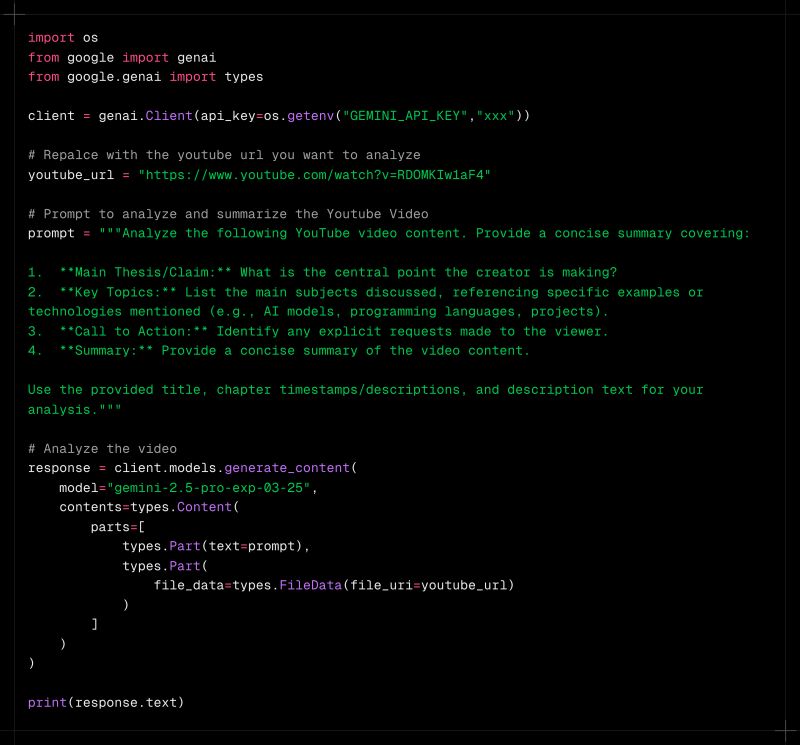 import os
from google import genai
from google.genai import types
client = genai.Client(api_key=os.getenv("GEMINI_API_KEY","xxx"))
# Repalce with the youtube url you want to analyze
youtube_url = "https://www.youtube.com/watch?v=RDOMKIw1aF4"
# Prompt to analyze and summarize the Youtube Video
prompt = """Analyze the following YouTube video content. Provide a concise summary covering:
1.  **Main Thesis/Claim:** What is the central point the creator is making?
2.  **Key Topics:** List the main subjects discussed, referencing specific examples or
technologies mentioned (e.g., AI models, programming languages, projects).
3.  **Call to Action:** Identify any explicit requests made to the viewer.
4.  **Summary:** Provide a concise summary of the video content.
Use the provided title, chapter timestamps/descriptions, and description text for your
analysis."""
# Analyze the video
response = client.models.generate_content(
    model="gemini-2.5-pro-exp-03-25",
    contents=types.Content(
        parts=[
            types.Part(text=prompt),
            types.Part(
                file_data=types.FileData(file_uri=youtube_url)
            )
        ]
    )
)
print(response.text)